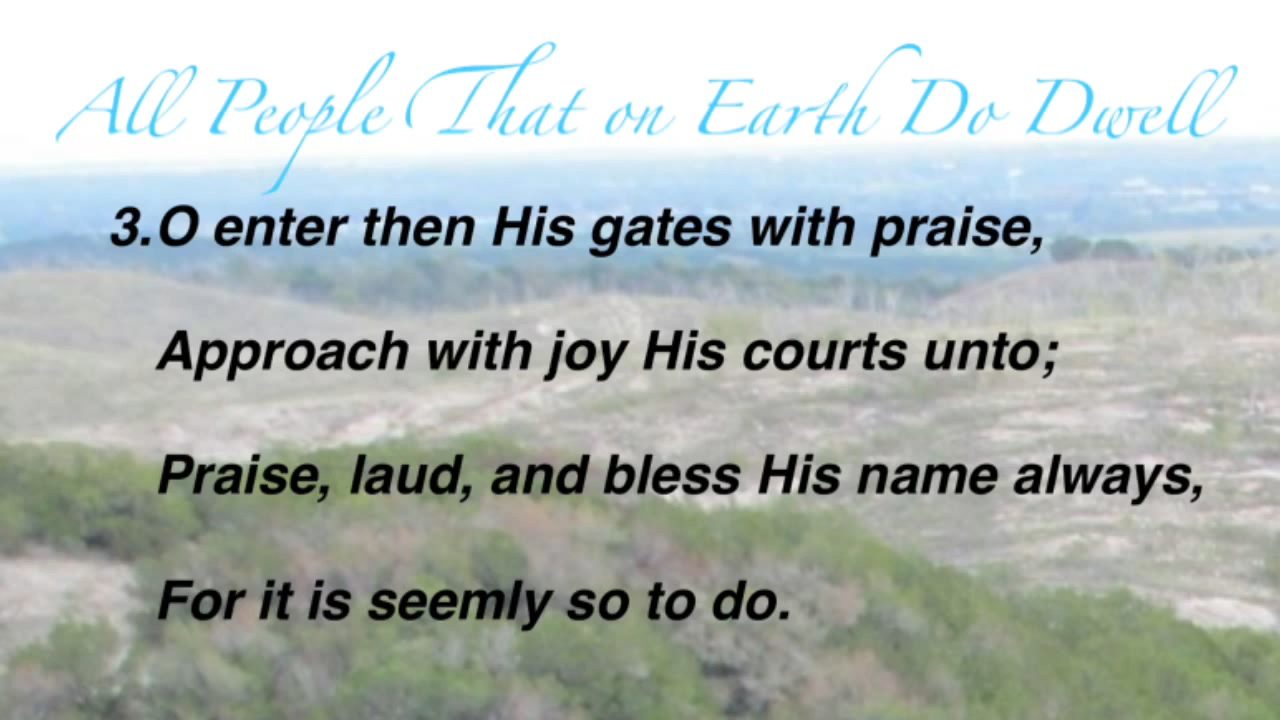 All People That on Earth Do Dwell
3.O enter then His gates with praise,
Approach with joy His courts unto;
Praise, laud, and bless His name always,
For it is seemly so to do.